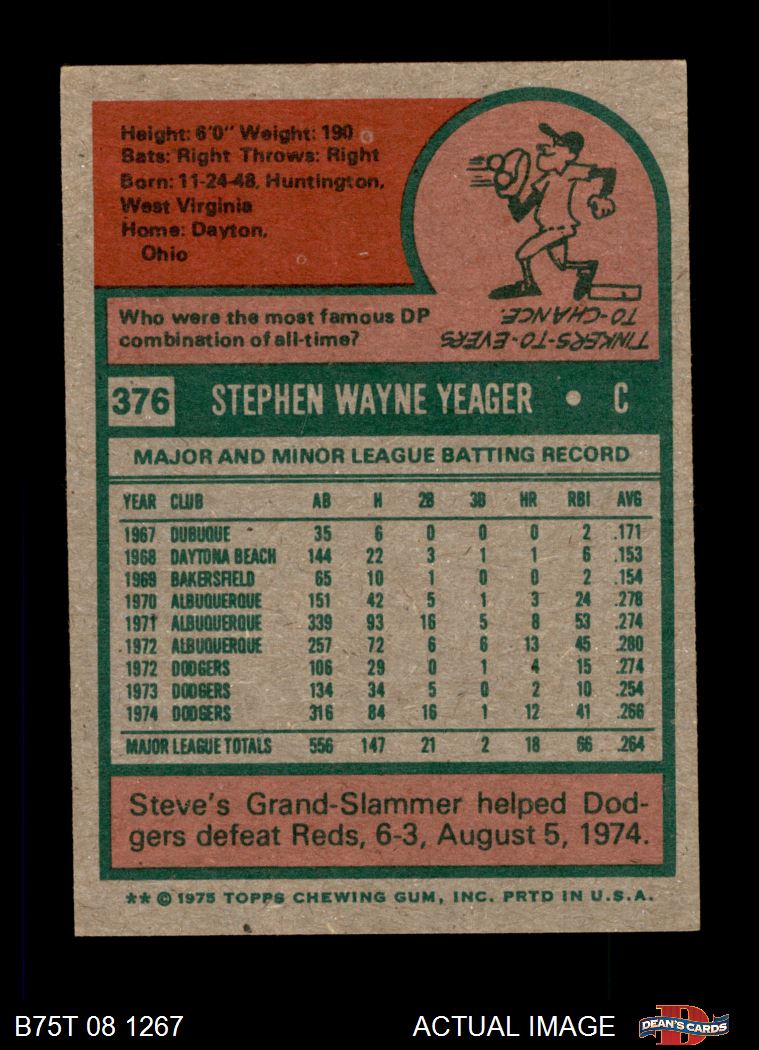 Height: 6'0" Weight: 190
Bats: Right Throws: Right
Born: 11-24-48, Huntington,
West Virginia
Home: Dayton,
Ohio
Who were the most famous DP
combination of all-time?
TINKERS-TO-EVERS
TO-CHANCE.
376 STEPHEN WAYNE YEAGER • C
MAJOR AND MINOR LEAGUE BATTING RECORD
YEAR CLUB AB H 2B 3B HR RBI AVG
1967 DUBUQUE 35 6 0 0 0 2 .171
1968 DAYTONA BEACH 144 22 3 1 1 6 .153
1969 BAKERSFIELD 65 10 1 0 0 2 .154
1970 ALBUQUERQUE 151 42 5 1 3 24 .278
1971 ALBUQUERQUE 339 93 16 5 8 53 .274
1972 ALBUQUERQUE 257 72 6 6 13 45 .280
1972 DODGERS 106 29 0 1 4 15 .274
1973 DODGERS 134 34 5 0 2 10 .254
1974 DODGERS 316 84 16 1 12 41 .266
MAJOR LEAGUE TOTALS 556 147 21 2 18 66 .264
Steve's Grand-Slammer helped Dod-
gers defeat Reds, 6-3, August 5, 1974.
** © 1975 TOPPS CHEWING GUM, INC. PRTD IN U.S.A.
B75T 08 1267 ACTUAL IMAGE
DEAN'S CARDS